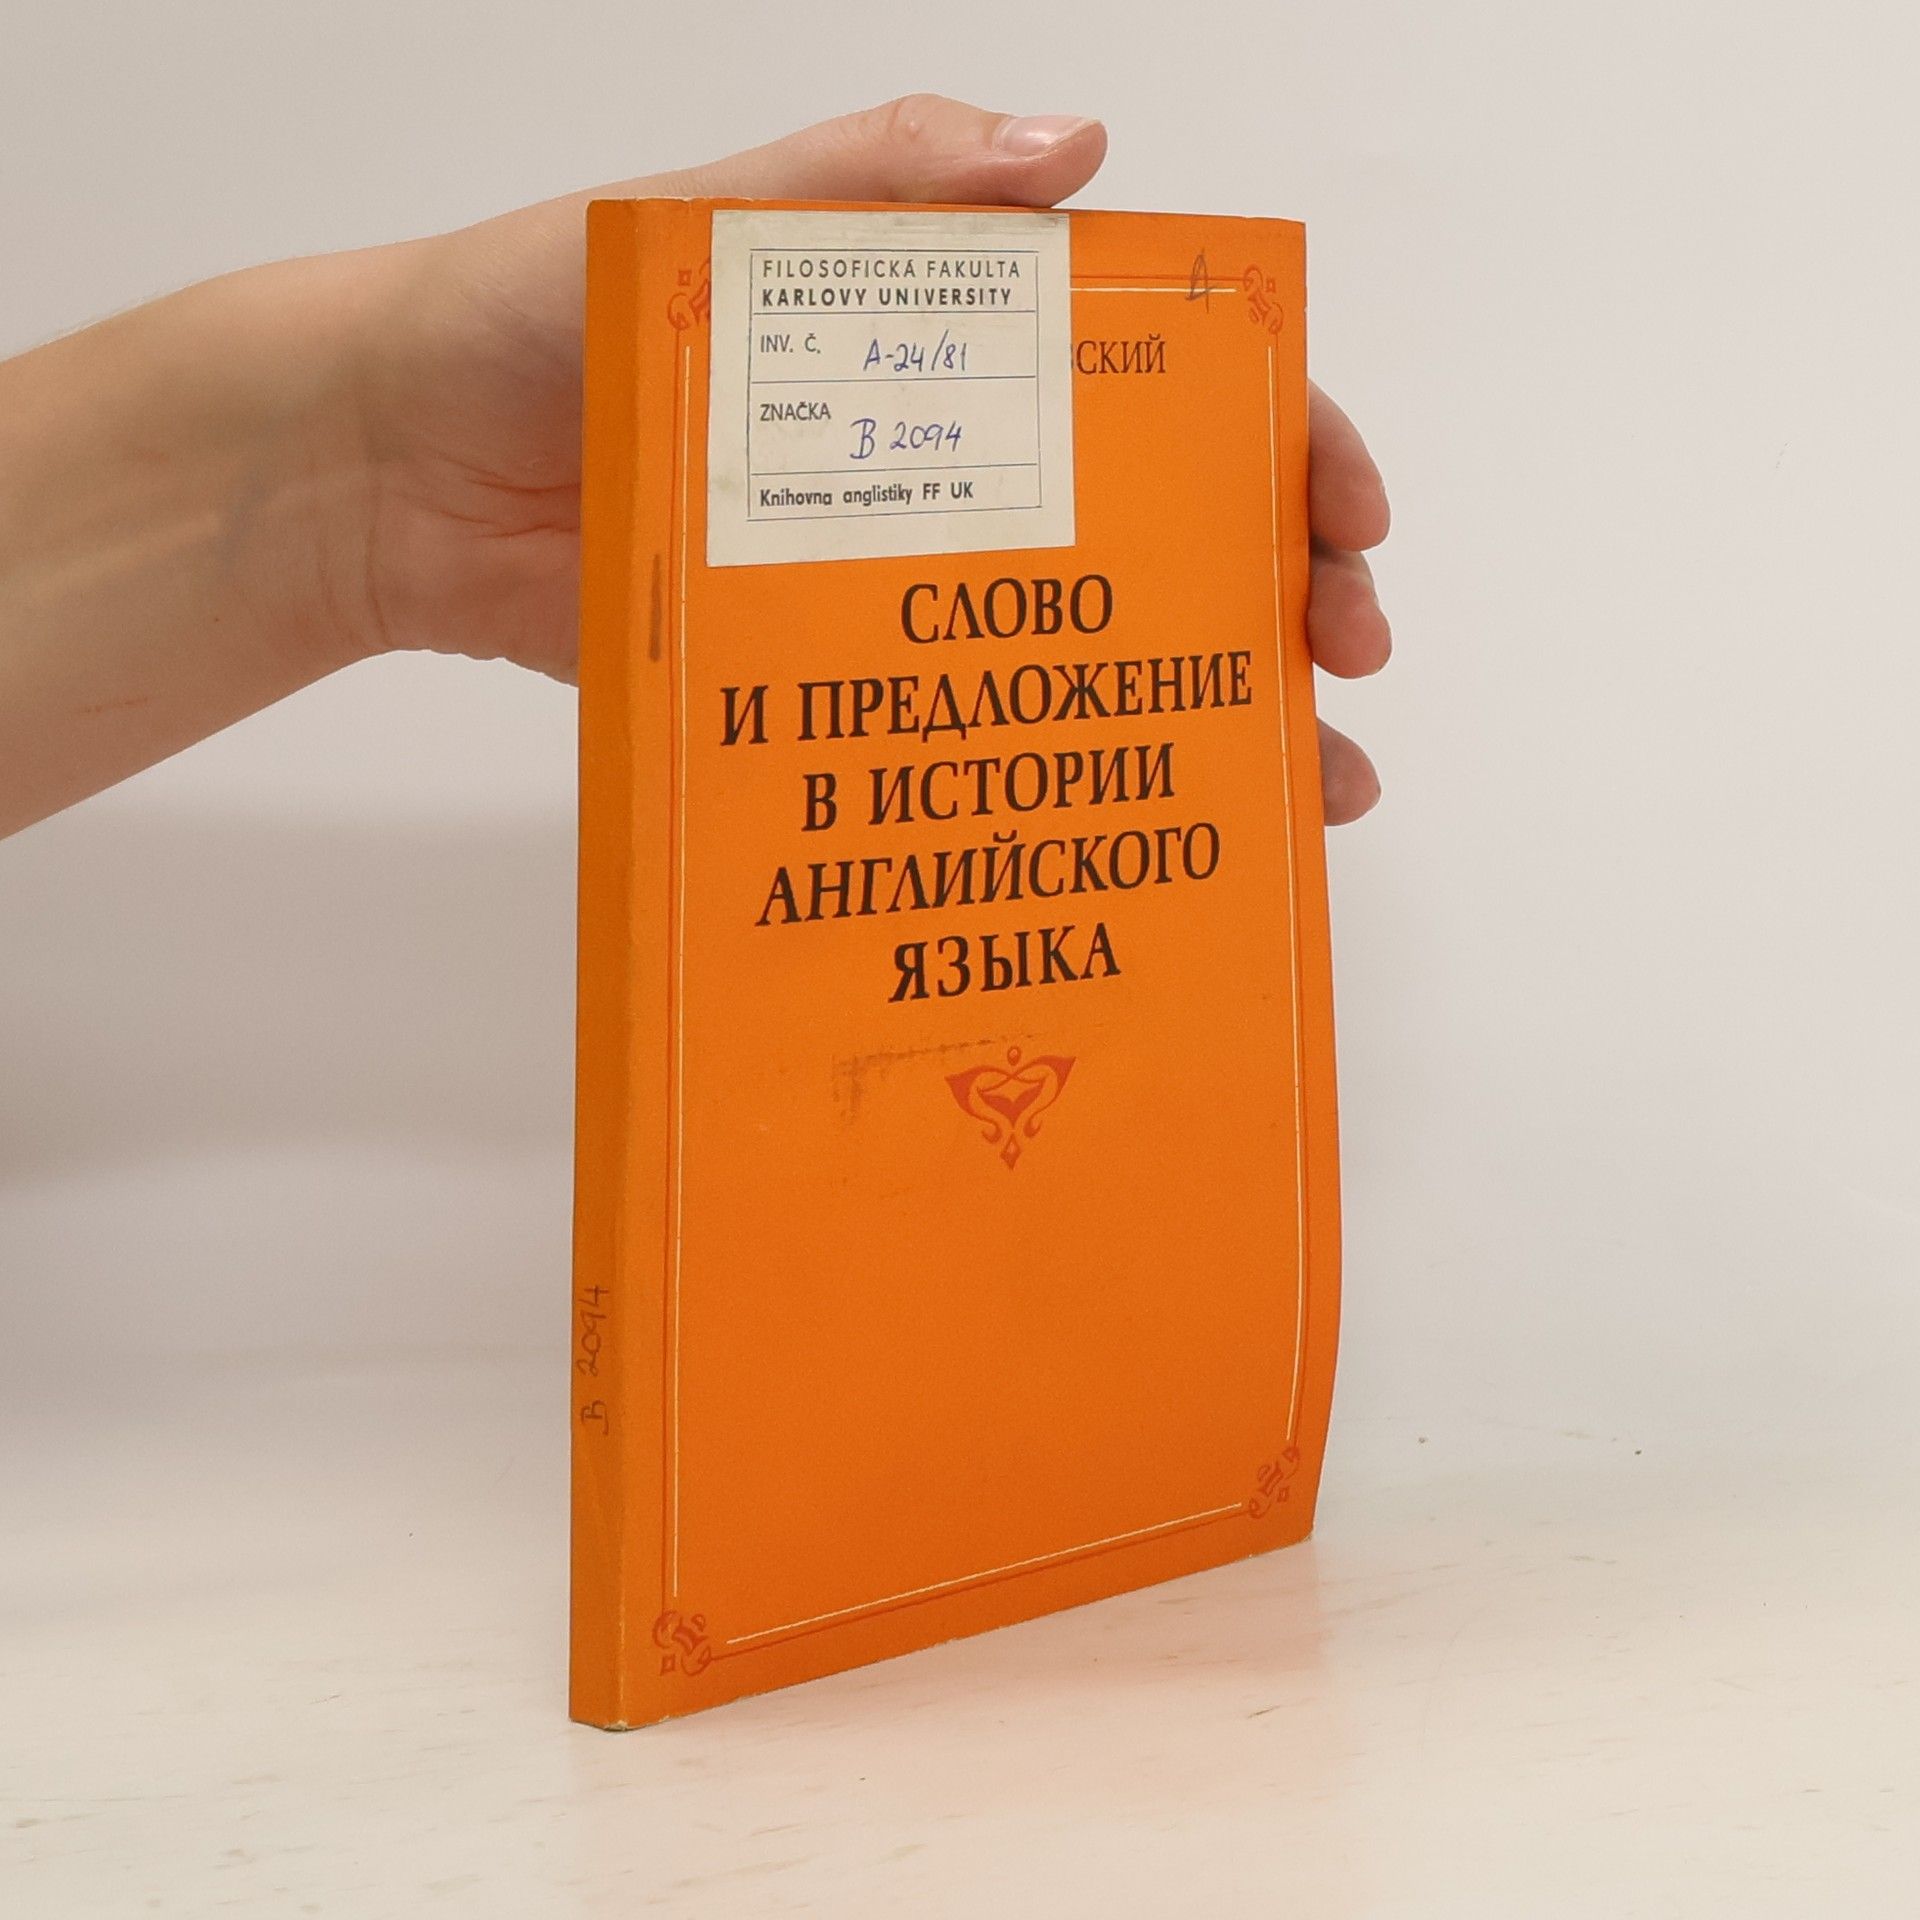 FILOSOFICKÁ FAKULTA
KARLOVY UNIVERSITY
INV. Č. A-24/81
ZNAČKA B 2094
Knihovna anglistiky FF UK
СЛОВО
И ПРЕДЛОЖЕНИЕ
В ИСТОРИИ
АНГЛИЙСКОГО
ЯЗЫКА
B 2094